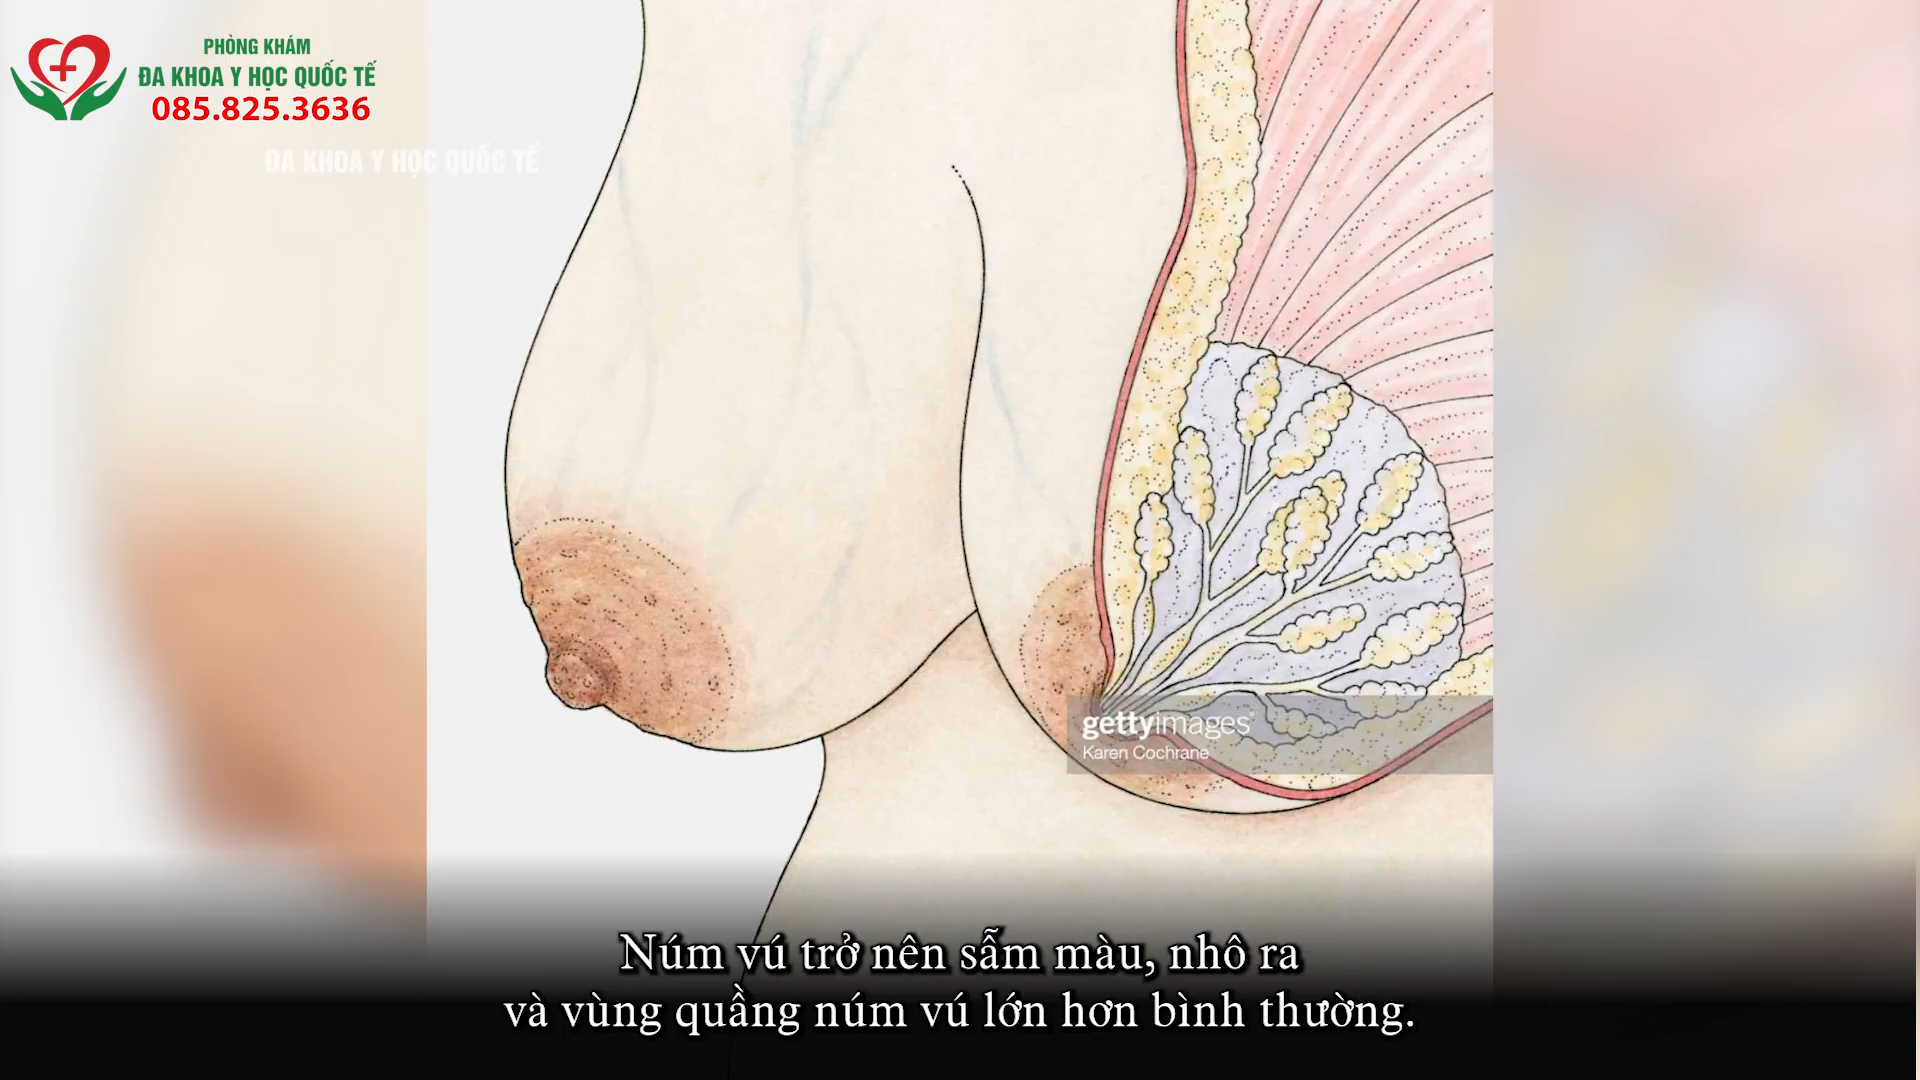 PHÒNG KHÁM
ĐA KHOA Y HỌC QUỐC TẾ
085.825.3636
ĐA KHOA Y HỌC QUỐC TẾ
gettyimages®
Karen Cochrane
Núm vú trở nên sẫm màu, nhô ra
và vùng quầng núm vú lớn hơn bình thường.